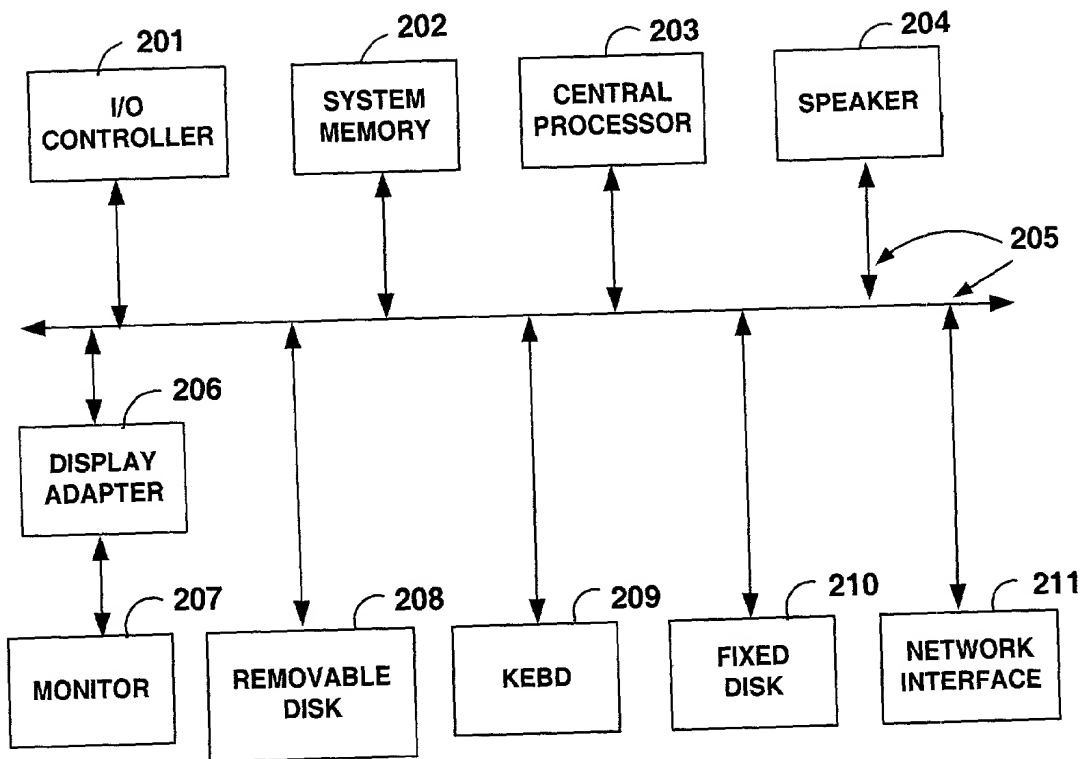 201
202
203
204
I/O
CONTROLLER
SYSTEM
MEMORY
CENTRAL
PROCESSOR
SPEAKER
205
206
DISPLAY
ADAPTER
207
208
209
210
211
MONITOR
REMOVABLE
DISK
KEBD
FIXED
DISK
NETWORK
INTERFACE